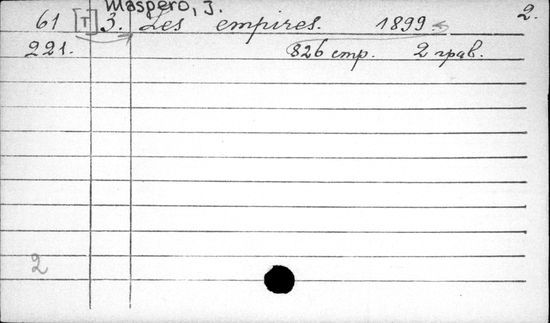 Maspero, J. 2.
61 [T] 3. Les empires. 1899.
221. 826 стр. 2 грав.
2